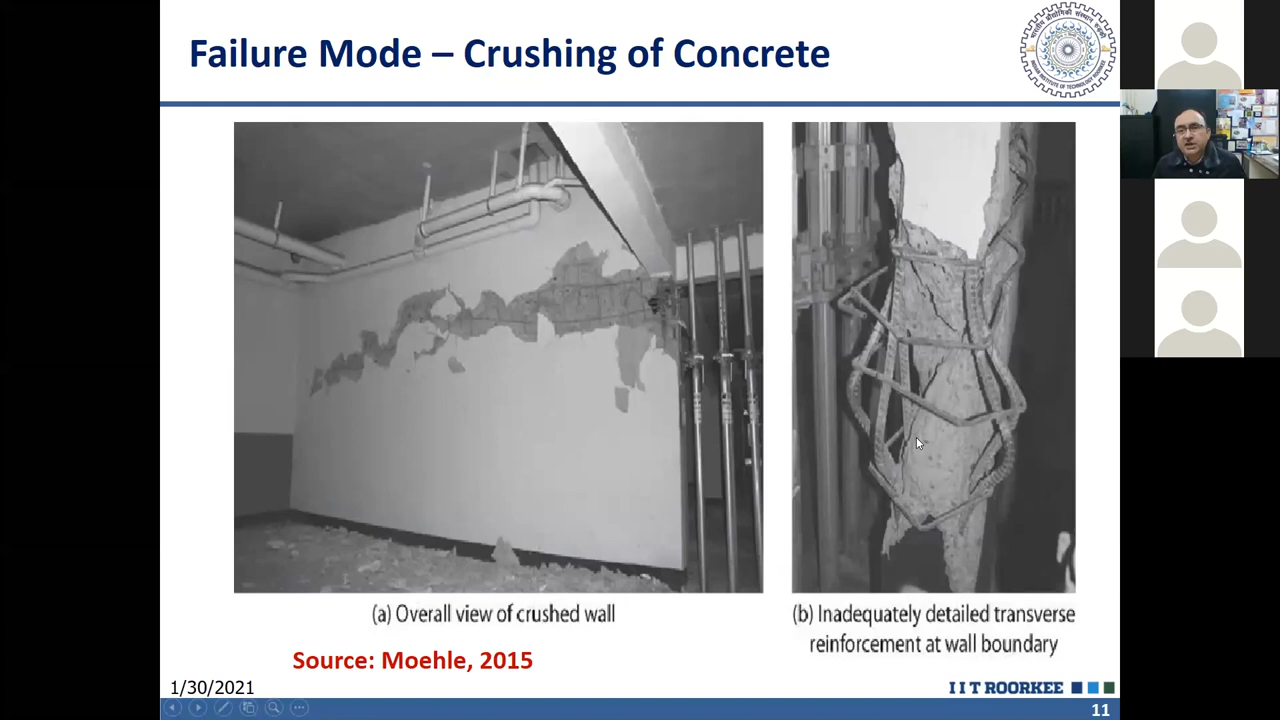 Failure Mode – Crushing of Concrete
(a) Overall view of crushed wall
(b) Inadequately detailed transverse
reinforcement at wall boundary
Source: Moehle, 2015
1/30/2021
I I T ROORKEE
11